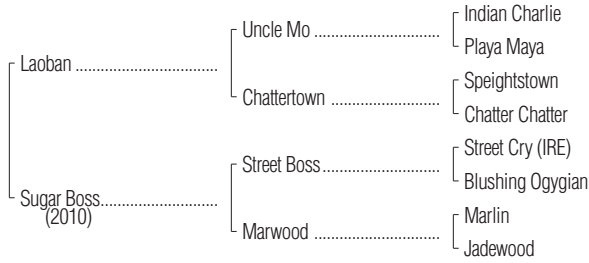 Indian Charlie
Uncle Mo ................................
Playa Maya
Laoban ....................................
Speightstown
Chattertown ............................
Chatter Chatter
Street Cry (IRE)
Street Boss..............................
Blushing Ogygian
Sugar Boss..............................
(2010)
Marlin
Marwood ................................
Jadewood